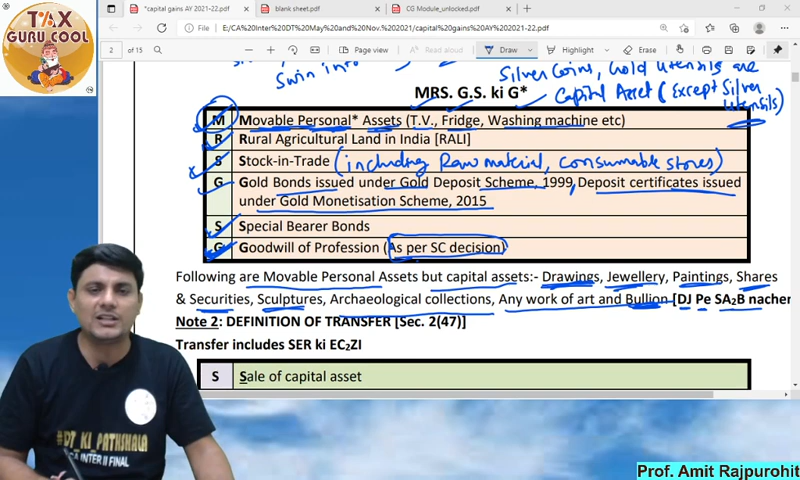 TAX
GURU COOL
*capital gains AY 2021-22.pdf
blank sheet.pdf
CG Module_unlocked.pdf
File
E:/CA%20Inter%20DT%20May%20and%20Nov.%202021/capital%20gains%20AY%202021-22.pdf
2 of 15
Page view
Read aloud
Draw
Highlight
Erase
swin into
Silver Coins, Gold utensils are
Capital Asset (Except Silver
utensils)
MRS. G.S. ki G*
M Movable Personal* Assets (T.V., Fridge, Washing machine etc)
R Rural Agricultural Land in India [RALI]
S Stock-in-Trade (including Raw material, consumable stores)
G Gold Bonds issued under Gold Deposit Scheme, 1999, Deposit certificates issued
under Gold Monetisation Scheme, 2015
S Special Bearer Bonds
G Goodwill of Profession (As per SC decision)
Following are Movable Personal Assets but capital assets:- Drawings, Jewellery, Paintings, Shares
& Securities, Sculptures, Archaeological collections, Any work of art and Bullion [DJ Pe SA₂B nacher
Note 2: DEFINITION OF TRANSFER [Sec. 2(47)]
Transfer includes SER ki EC₂ZI
S Sale of capital asset
#DT KI PATHSHALA
CA INTER II FINAL
Prof. Amit Rajpurohit